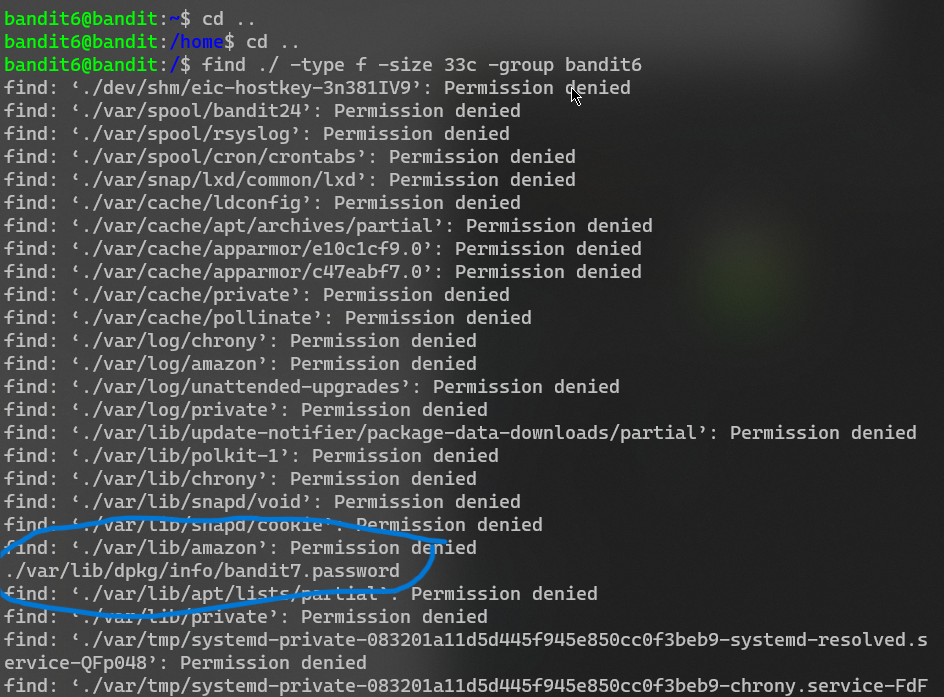 bandit6@bandit:~$ cd ..
bandit6@bandit:/home$ cd ..
bandit6@bandit:/$ find ./ -type f -size 33c -group bandit6
find: ‘./dev/shm/eic-hostkey-3n381IV9’: Permission denied
find: ‘./var/spool/bandit24’: Permission denied
find: ‘./var/spool/rsyslog’: Permission denied
find: ‘./var/spool/cron/crontabs’: Permission denied
find: ‘./var/snap/lxd/common/lxd’: Permission denied
find: ‘./var/cache/ldconfig’: Permission denied
find: ‘./var/cache/apt/archives/partial’: Permission denied
find: ‘./var/cache/apparmor/e10c1cf9.0’: Permission denied
find: ‘./var/cache/apparmor/c47eabf7.0’: Permission denied
find: ‘./var/cache/private’: Permission denied
find: ‘./var/cache/pollinate’: Permission denied
find: ‘./var/log/chrony’: Permission denied
find: ‘./var/log/amazon’: Permission denied
find: ‘./var/log/unattended-upgrades’: Permission denied
find: ‘./var/log/private’: Permission denied
find: ‘./var/lib/update-notifier/package-data-downloads/partial’: Permission denied
find: ‘./var/lib/polkit-1’: Permission denied
find: ‘./var/lib/chrony’: Permission denied
find: ‘./var/lib/snapd/void’: Permission denied
find: ‘./var/lib/snapd/cookie’: Permission denied
find: ‘./var/lib/amazon’: Permission denied
./var/lib/dpkg/info/bandit7.password
find: ‘./var/lib/apt/lists/partial’: Permission denied
find: ‘./var/lib/private’: Permission denied
find: ‘./var/tmp/systemd-private-083201a11d5d445f945e850cc0f3beb9-systemd-resolved.s
ervice-QFp048’: Permission denied
find: ‘./var/tmp/systemd-private-083201a11d5d445f945e850cc0f3beb9-chrony.service-FdF